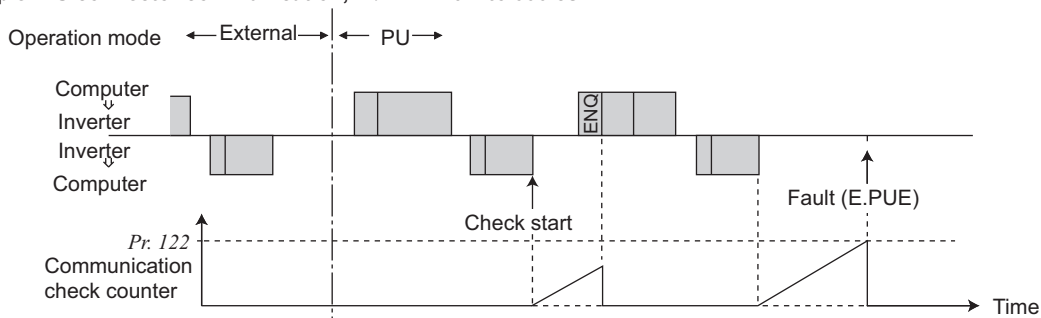 Operation mode
External
PU
Computer
Inverter
Inverter
Computer
ENQ
Fault (E.PUE)
Check start
Pr. 122
Communication
check counter
Time